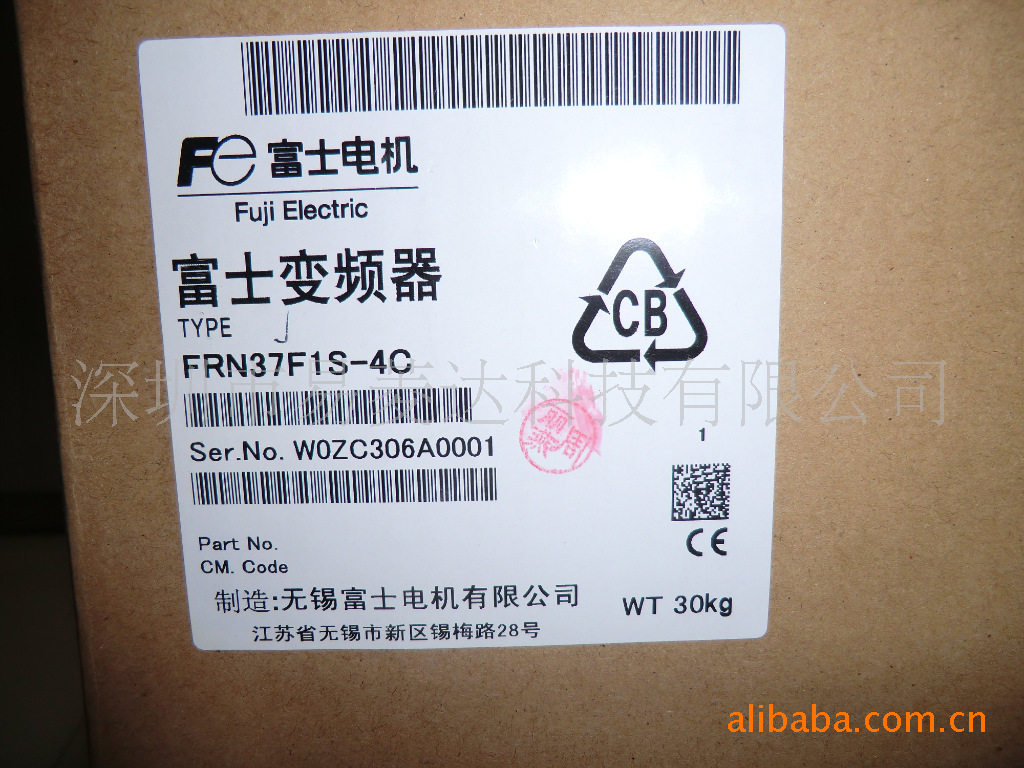 Fe 富士电机
Fuji Electric
富士变频器
TYPE
FRN37F1S-4C
CB
深圳市易泰达科技有限公司
Ser.No. W0ZC306A0001
1
Part No.
CM. Code
CE
制造:无锡富士电机有限公司
WT 30kg
江苏省无锡市新区锡梅路28号
alibaba.com.cn